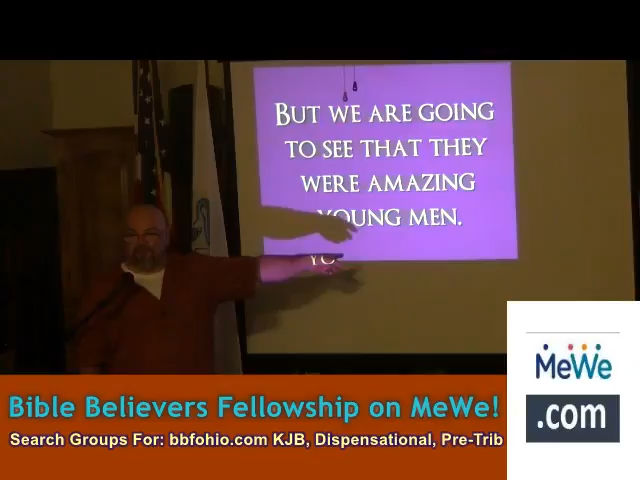 BUT WE ARE GOING
TO SEE THAT THEY
WERE AMAZING
YOUNG MEN.
MeWe
.com
Bible Believers Fellowship on MeWe!
Search Groups For: bbfohio.com KJB, Dispensational, Pre-Trib